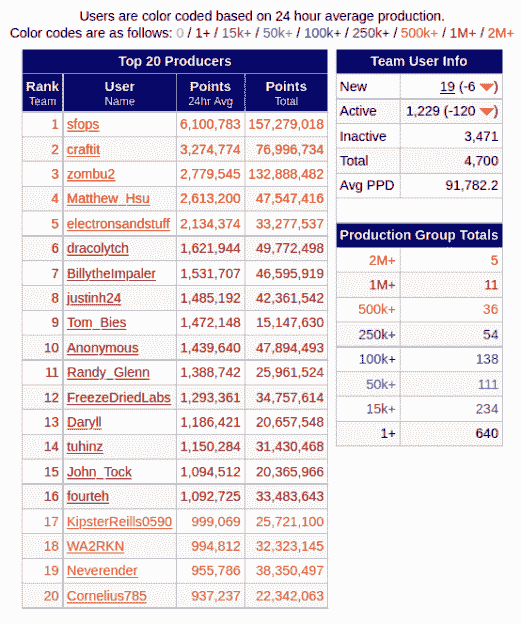 Users are color coded based on 24 hour average production.
Color codes are as follows: 0 / 1+ / 15k+ / 50k+ / 100k+ / 250k+ / 500k+ / 1M+ / 2M+
Top 20 Producers
Rank User Points Points
Team Name 24hr Avg Total
1 sfops 6,100,783 157,279,018
2 craftit 3,274,774 76,996,734
3 zombu2 2,779,545 132,888,482
4 Matthew_Hsu 2,613,200 47,547,416
5 electronsandstuff 2,134,374 33,277,537
6 dracolytch 1,621,944 49,772,498
7 BillytheImpaler 1,531,707 46,595,919
8 justinh24 1,485,192 42,361,542
9 Tom_Bies 1,472,148 15,147,630
10 Anonymous 1,439,640 47,894,493
11 Randy_Glenn 1,388,742 25,961,524
12 FreezeDriedLabs 1,293,361 34,757,614
13 Daryll 1,186,421 20,657,548
14 tuhinz 1,150,284 31,430,468
15 John_Tock 1,094,512 20,365,966
16 fourteh 1,092,725 33,483,643
17 KipsterReills0590 999,069 25,721,100
18 WA2RKN 994,812 32,323,145
19 Neverender 955,786 38,350,497
20 Cornelius785 937,237 22,342,063
Team User Info
New 19 (-6 ▼)
Active 1,229 (-120 ▼)
Inactive 3,471
Total 4,700
Avg PPD 91,782.2
Production Group Totals
2M+ 5
1M+ 11
500k+ 36
250k+ 54
100k+ 138
50k+ 111
15k+ 234
1+ 640